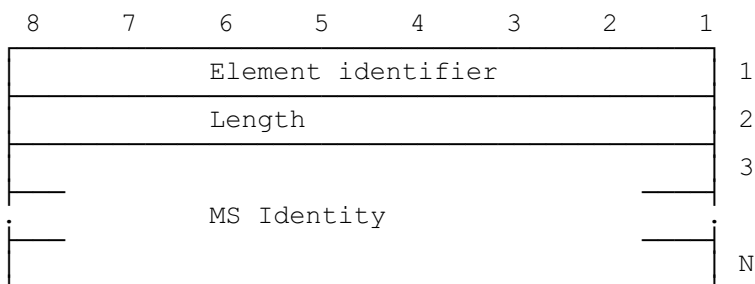 8 7 6 5 4 3 2 1
Element identifier 1
Length 2
3
MS Identity
N